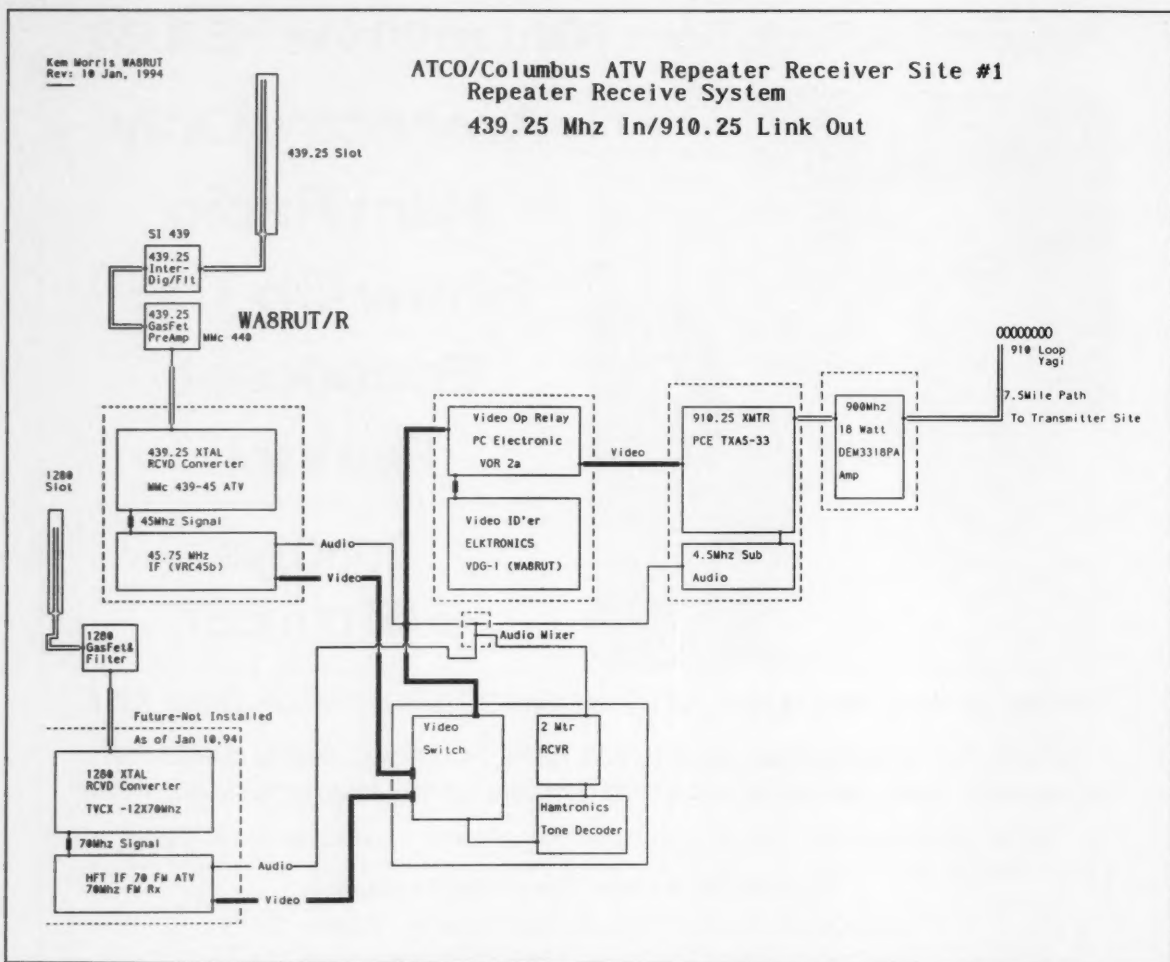 Kem Morris WA8RUT
Rev: 10 Jan, 1994
ATCO/Columbus ATV Repeater Receiver Site #1
Repeater Receive System
439.25 Mhz In/910.25 Link Out
439.25 Slot
SI 439
439.25
Inter-
Dig/Flt
439.25
GasFet
PreAmp
MMc 440
WA8RUT/R
910 Loop
Yagi
7.5Mile Path
To Transmitter Site
439.25 XTAL
RCVD Converter
MMc 439-45 ATV
45Mhz Signal
45.75 MHz
IF (VRC45b)
Audio
Video
Video Op Relay
PC Electronic
VOR 2a
Video ID'er
ELKTRONICS
VDG-1 (WA8RUT)
Video
910.25 XMTR
PCE TXA5-33
4.5Mhz Sub
Audio
900Mhz
18 Watt
DEM3318PA
Amp
1280
Slot
1280
GasFet&
Filter
Audio Mixer
Future-Not Installed
As of Jan 10,94
1280 XTAL
RCVD Converter
TVCX -12X70Mhz
70Mhz Signal
HFT IF 70 FM ATV
70Mhz FM Rx
Audio
Video
Video
Switch
2 Mtr
RCVR
Hamtronics
Tone Decoder